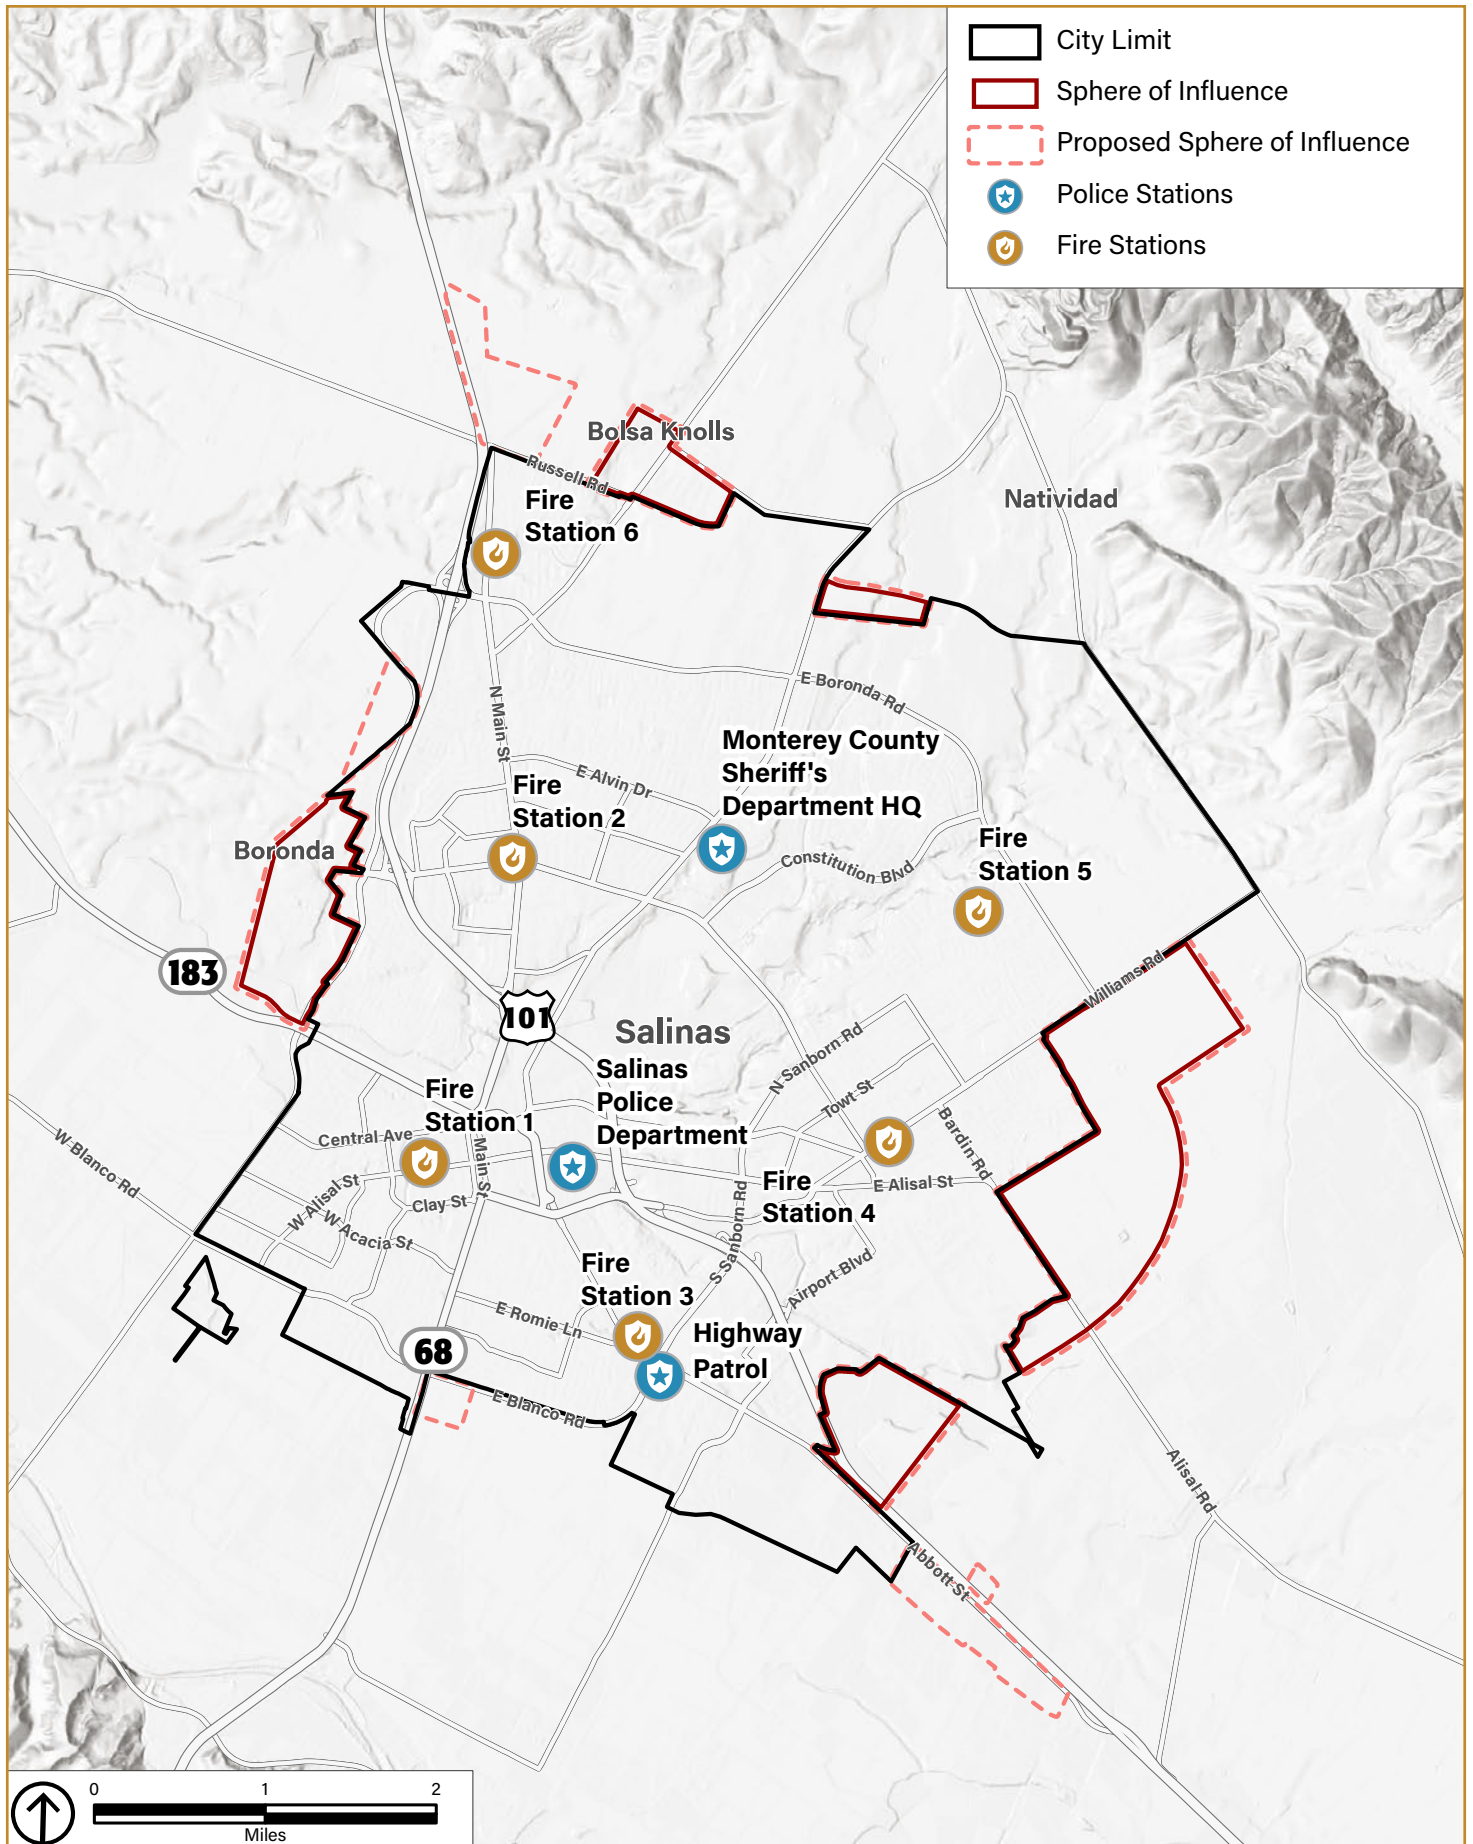 City Limit
Sphere of Influence
Proposed Sphere of Influence
Police Stations
Fire Stations
Bolsa Knolls
Russell Rd
Natividad
Fire
Station 6
E Boronda Rd
N Main St
Monterey County
Sheriff's
Department HQ
E Alvin Dr
Fire
Station 2
Boronda
Constitution Blvd
Fire
Station 5
183
Williams Rd
101
Salinas
N Sanborn Rd
Salinas
Police
Department
Towt St
Fire
Station 1
Central Ave
Main St
Bardin Rd
W Blanco Rd
W Alisal St
Clay St
W Acacia St
E Alisal St
Fire
Station 4
S Sanborn Rd
Airport Blvd
Fire
Station 3
E Romie Ln
Highway
Patrol
68
E Blanco Rd
Alisal Rd
Abbott St
0 1 2
Miles